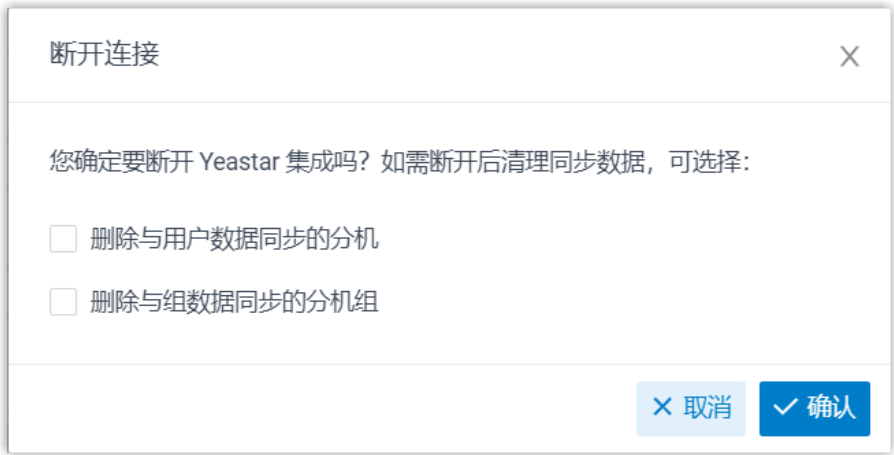 断开连接
您确定要断开 Yeastar 集成吗？如需断开后清理同步数据，可选择：
删除与用户数据同步的分机
删除与组数据同步的分机组
取消
确认